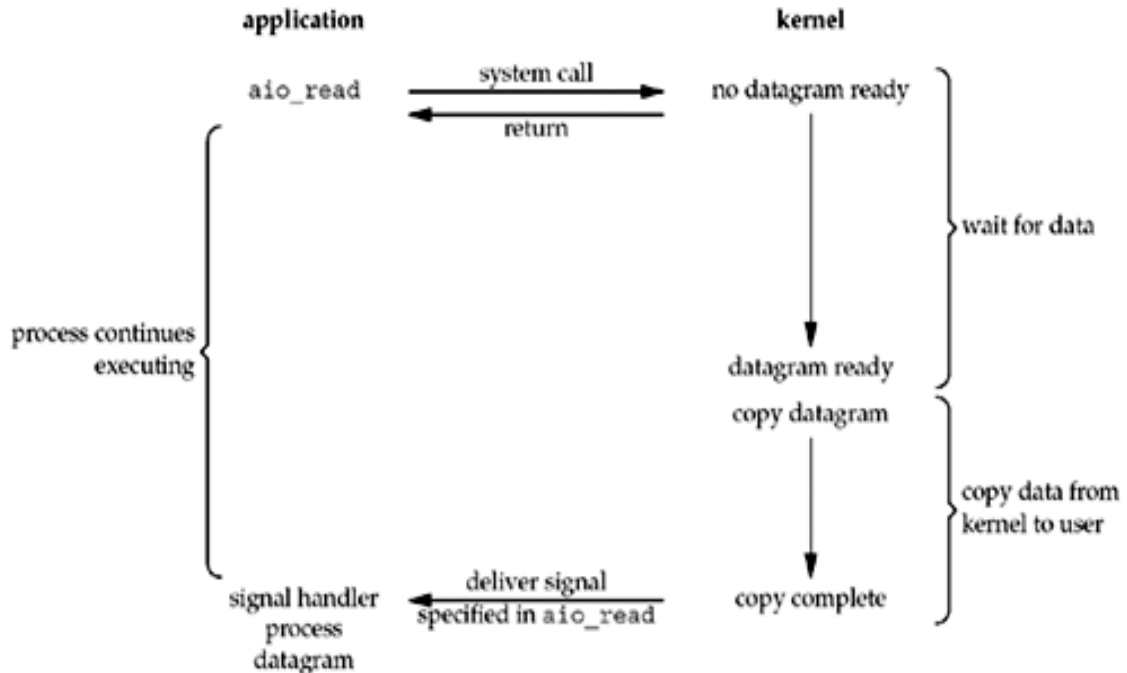 application
kernel
aio_read
system call
no datagram ready
return
wait for data
process continues
executing
datagram ready
copy datagram
copy data from
kernel to user
signal handler
process
datagram
deliver signal
specified in aio_read
copy complete